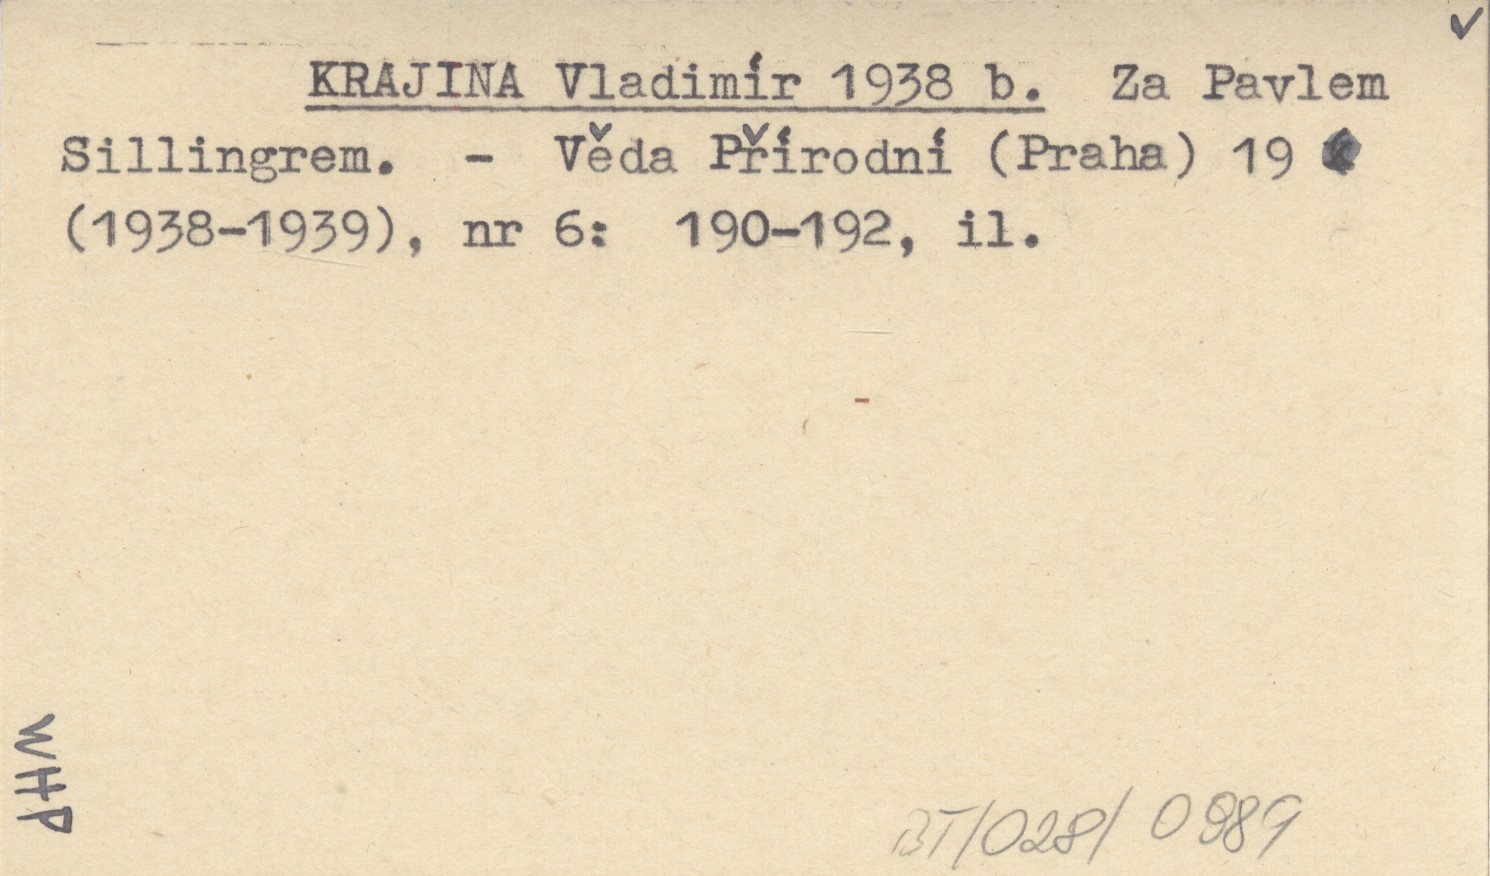 ✓
KRAJINA Vladimír 1938 b. Za Pavlem
Sillingrem. - Věda Přírodní (Praha) 19
(1938-1939), nr 6: 190-192, il.
WHP
BT/028/ 0989